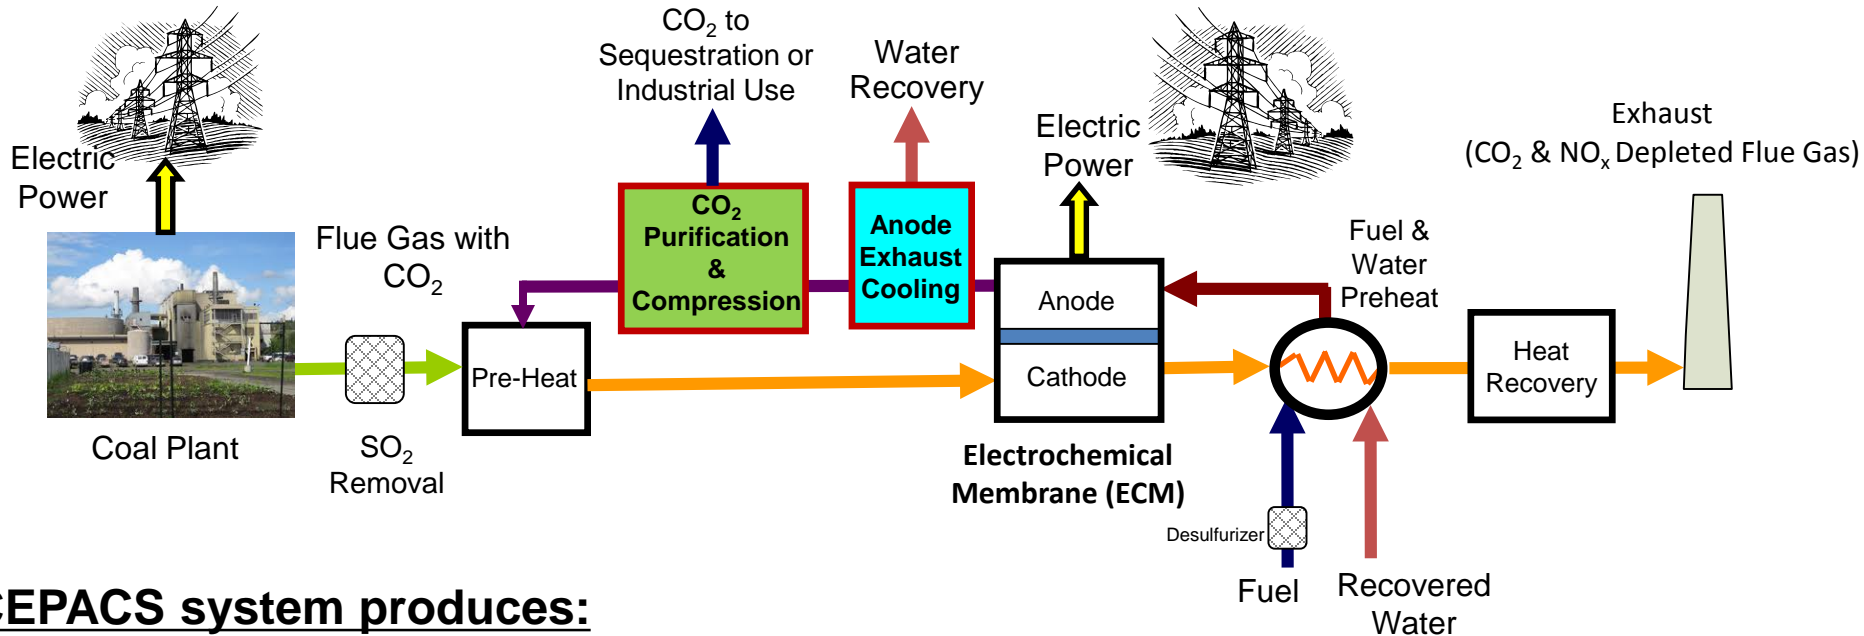 CO₂ to
Sequestration or
Industrial Use
Water
Recovery
Electric
Power
Electric
Power
Exhaust
(CO₂ & NOₓ Depleted Flue Gas)
Flue Gas with
CO₂
CO₂
Purification
&
Compression
Anode
Exhaust
Cooling
Anode
Cathode
Fuel &
Water
Preheat
Pre-Heat
Heat
Recovery
Coal Plant
SO₂
Removal
Electrochemical
Membrane (ECM)
Desulfurizer
Fuel
Recovered
Water
CEPACS system produces: